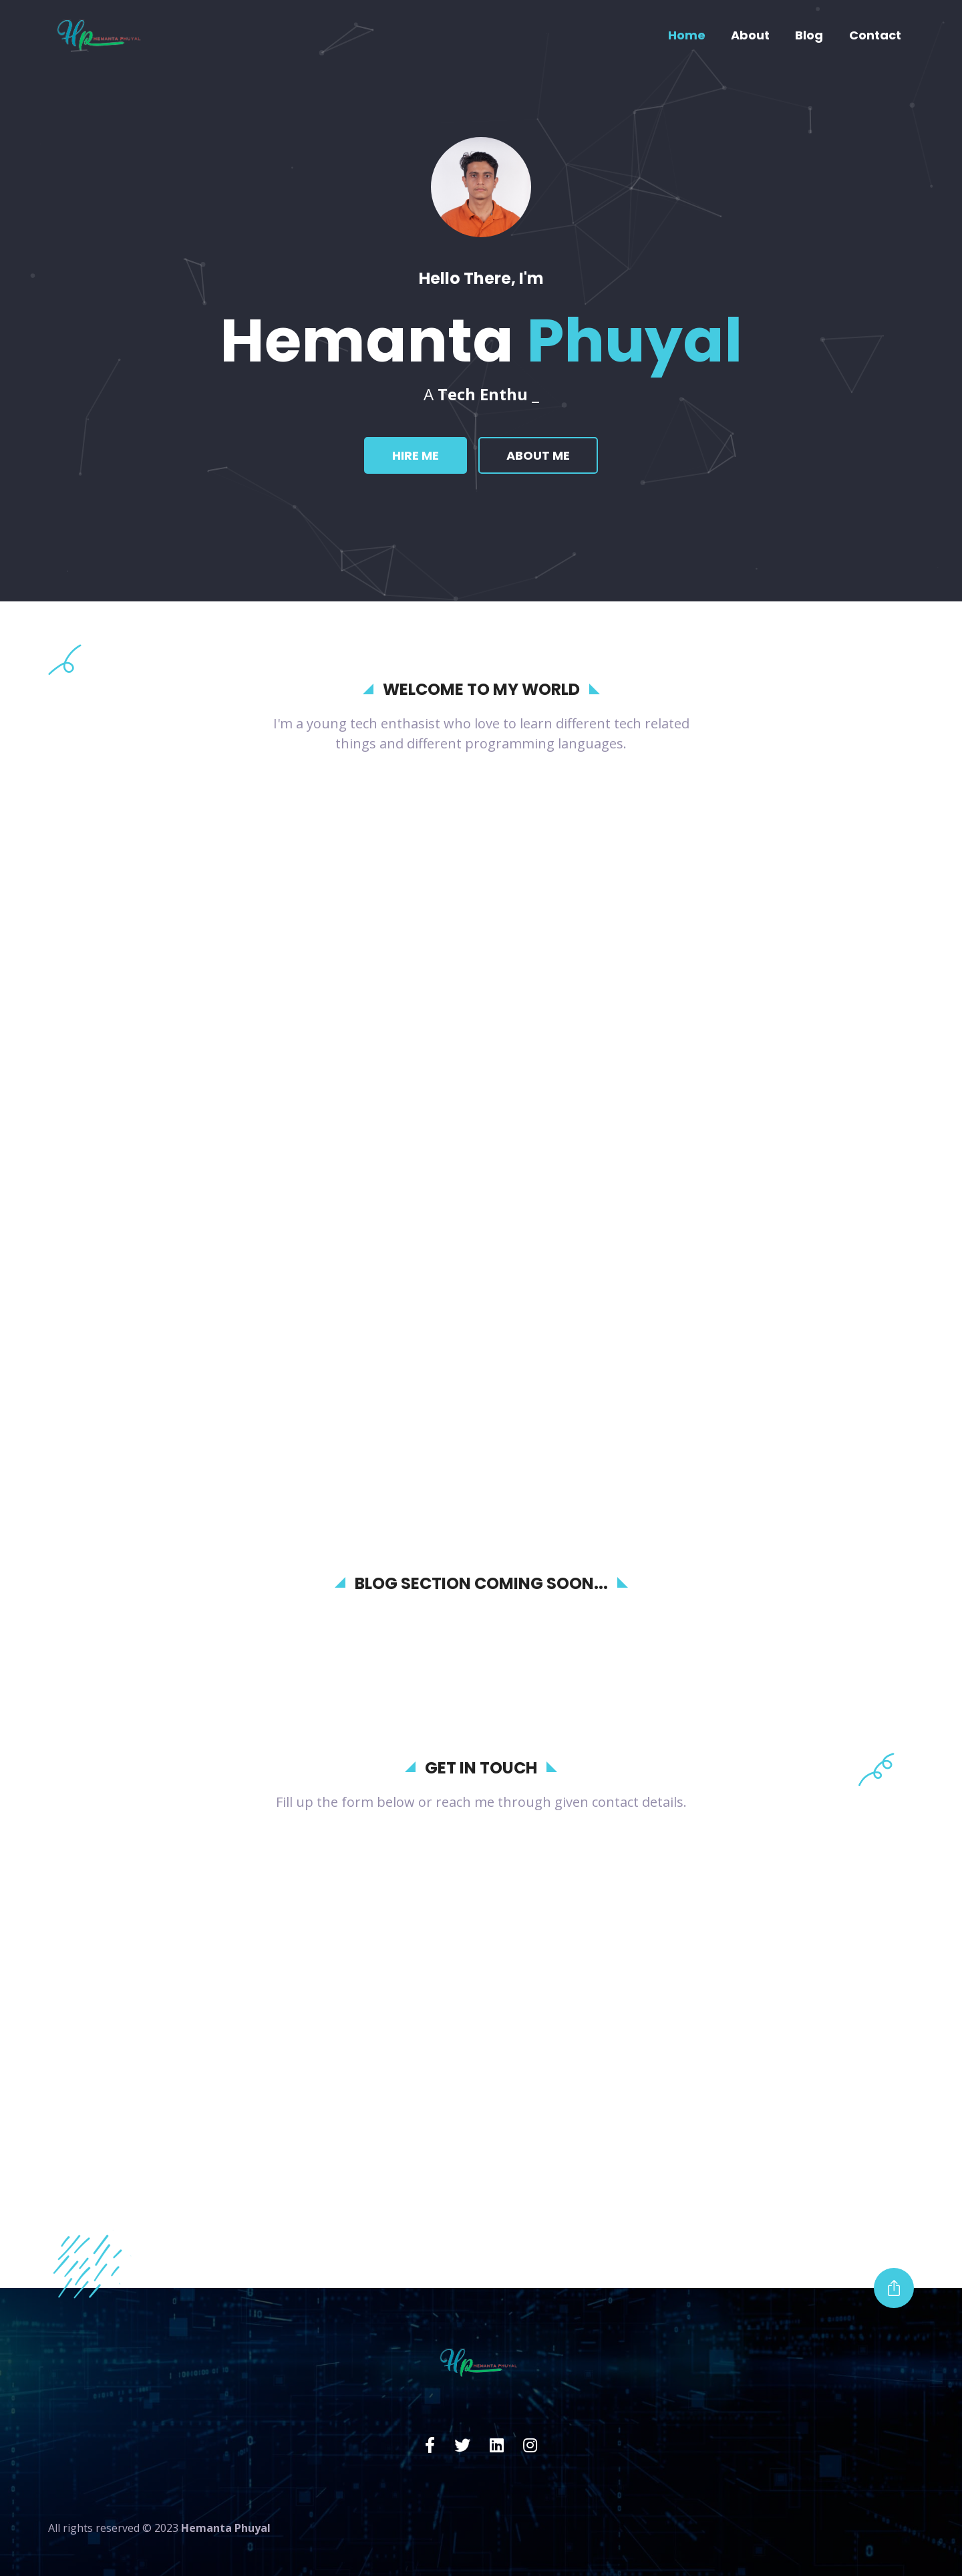 Hp HEMANTA PHUYAL
Home About Blog Contact
Hello There, I'm
Hemanta Phuyal
A Tech Enthu _
HIRE ME ABOUT ME
WELCOME TO MY WORLD
I'm a young tech enthasist who love to learn different tech related
things and different programming languages.
BLOG SECTION COMING SOON...
GET IN TOUCH
Fill up the form below or reach me through given contact details.
Hp HEMANTA PHUYAL
All rights reserved © 2023 Hemanta Phuyal